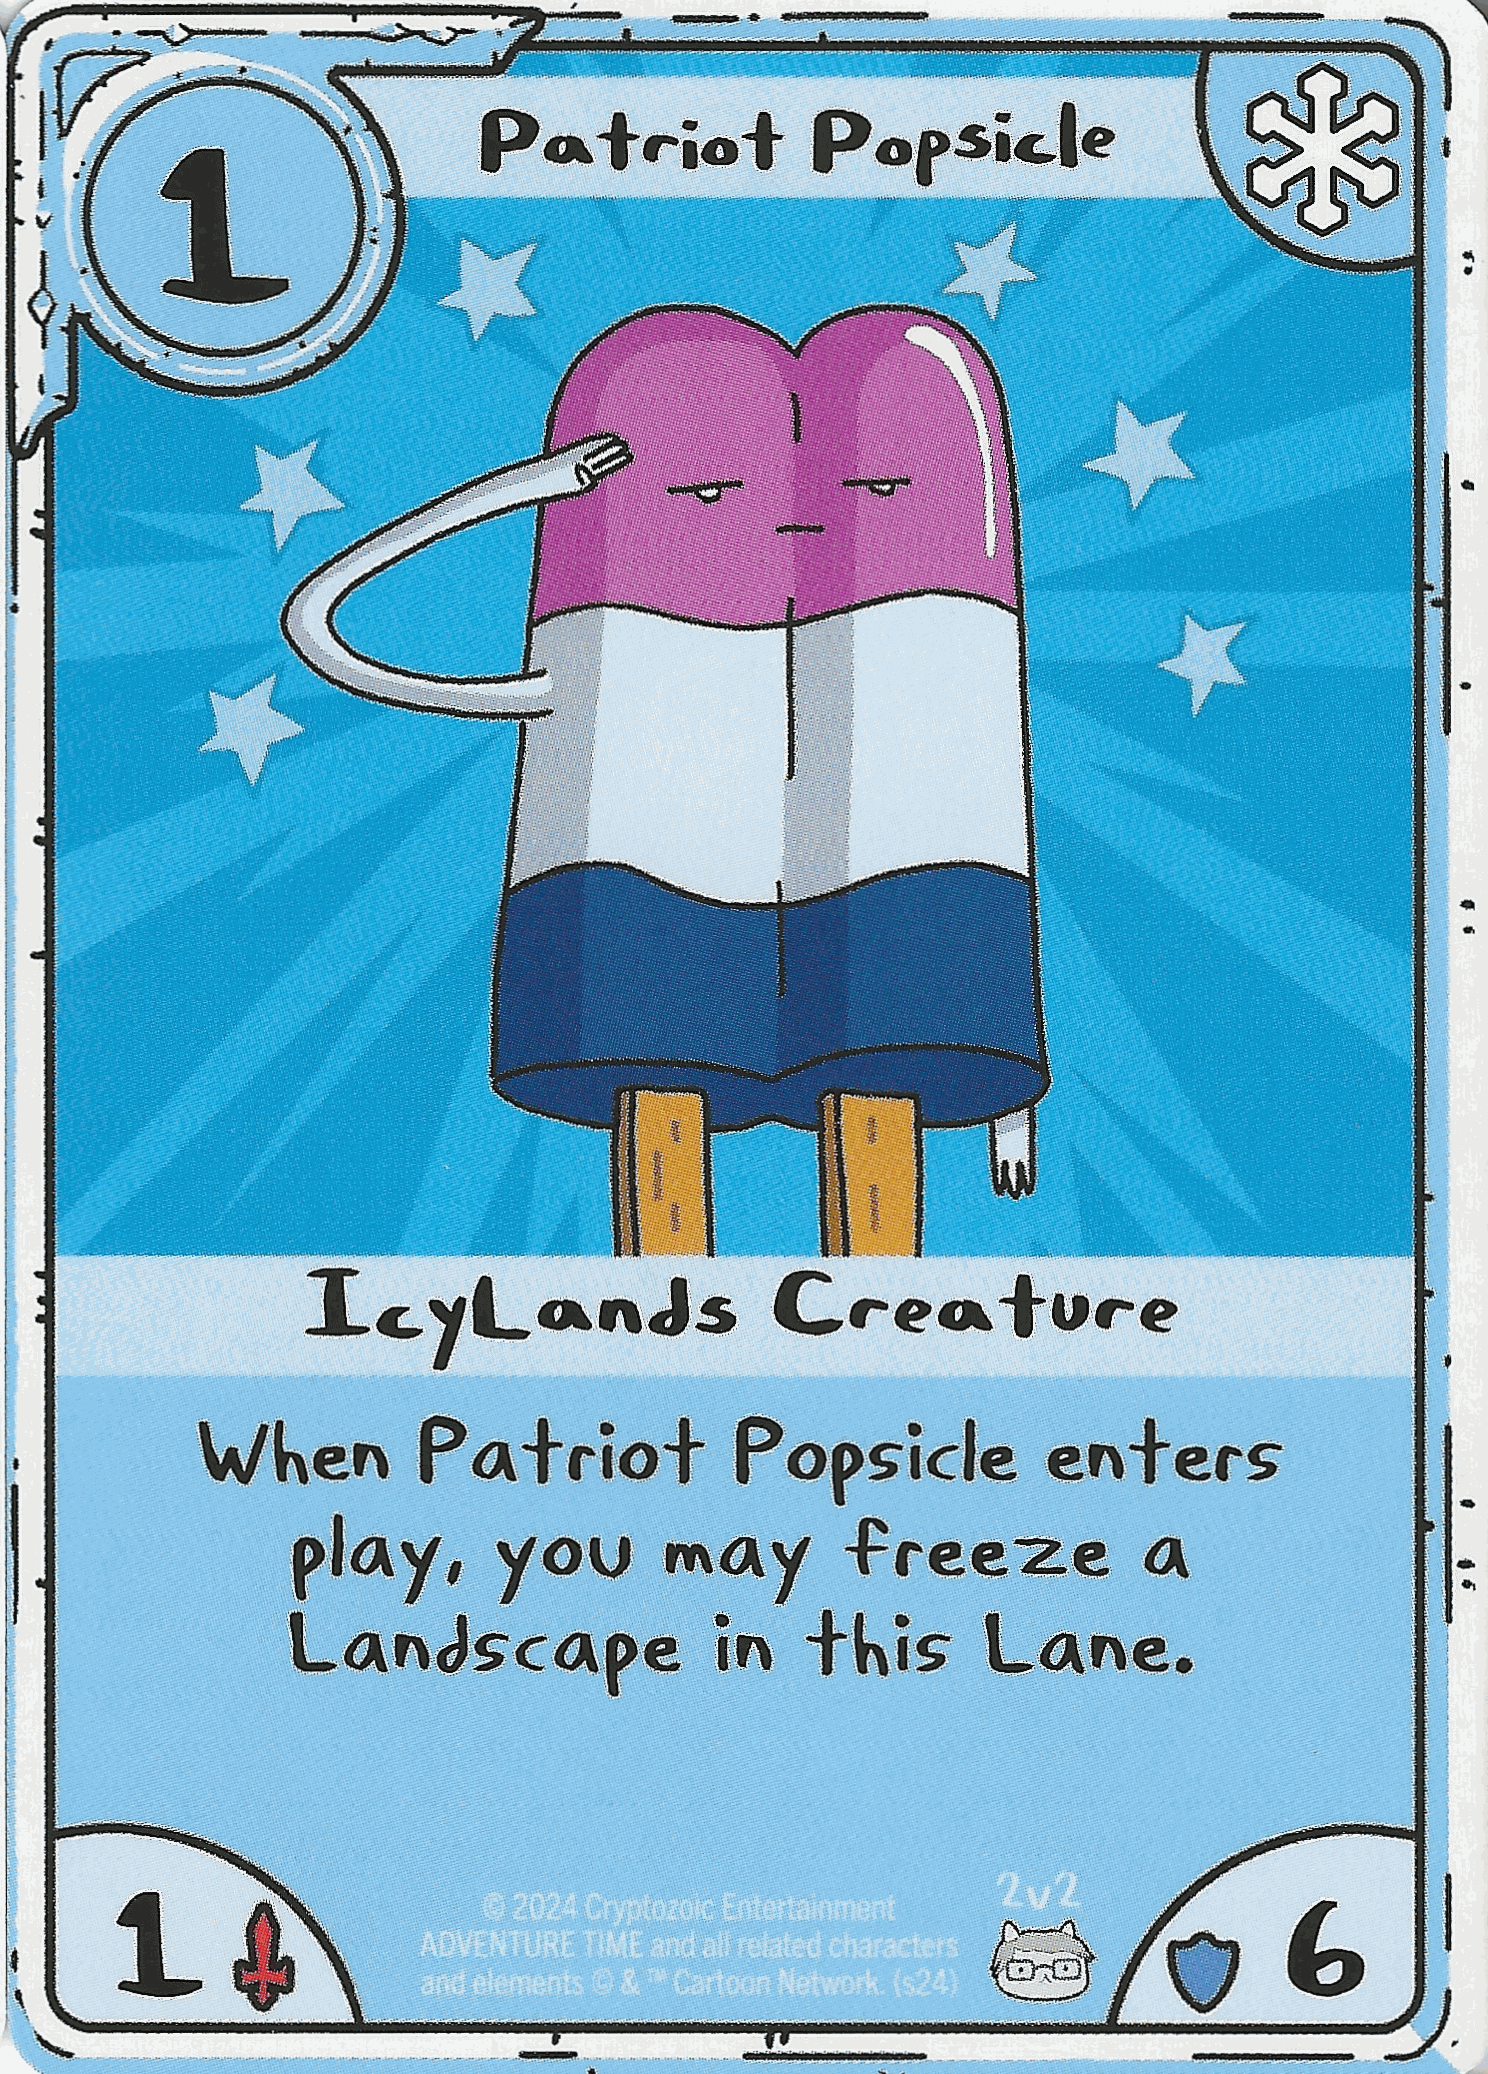 1
Patriot Popsicle
IcyLands Creature
When Patriot Popsicle enters
play, you may freeze a
Landscape in this Lane.
1
© 2024 Cryptozoic Entertainment
ADVENTURE TIME and all related characters
and elements © & ™ Cartoon Network. (s24)
2v2
6